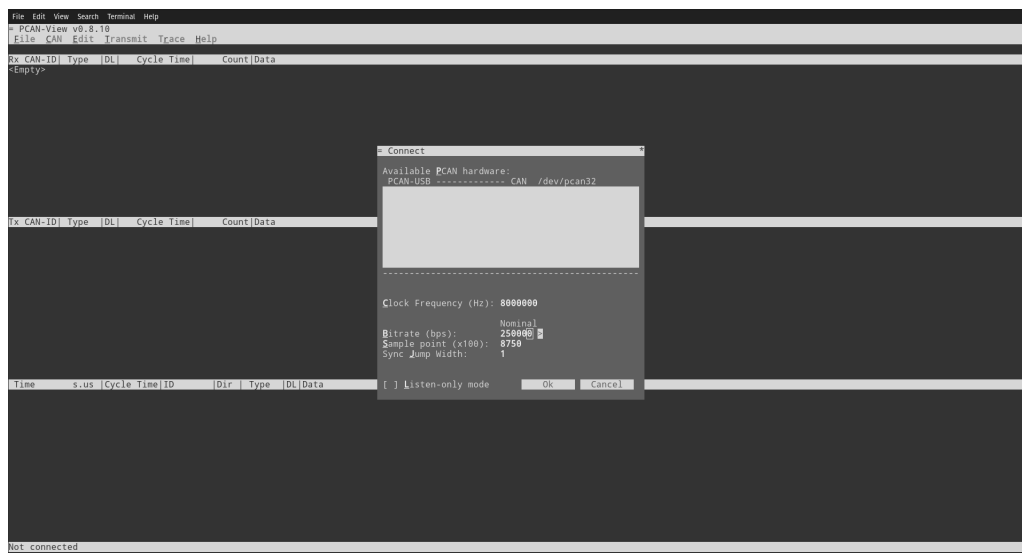 File Edit View Search Terminal Help
= PCAN-View v0.8.10
File CAN Edit Transmit Trace Help
Rx CAN-ID| Type |DL| Cycle Time| Count|Data
<Empty>
= Connect *
Available PCAN hardware:
PCAN-USB ------------- CAN /dev/pcan32
Tx CAN-ID| Type |DL| Cycle Time| Count|Data
------------------------------------------------
Clock Frequency (Hz): 8000000
Nominal
Bitrate (bps): 250000 >
Sample point (x100): 8750
Sync Jump Width: 1
Time s.us |Cycle Time|ID |Dir | Type |DL|Data
[ ] Listen-only mode Ok Cancel
Not connected